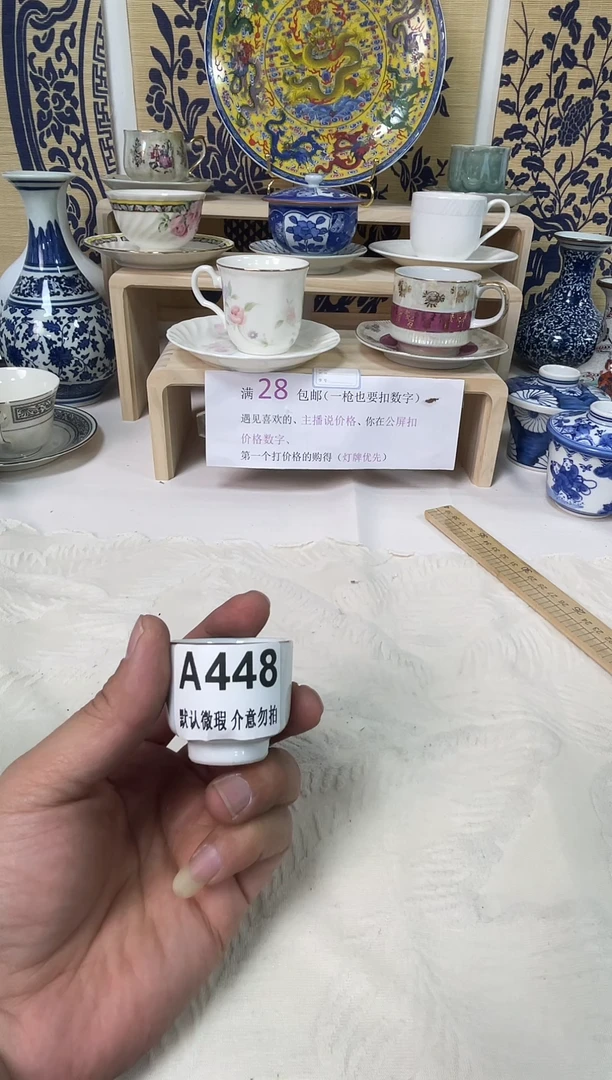 满 28 包邮（一枪也要扣数字）
遇见喜欢的、主播说价格、你在公屏扣
价格数字、
第一个打价格的购得（灯牌优先）
A448
默认微瑕 介意勿拍